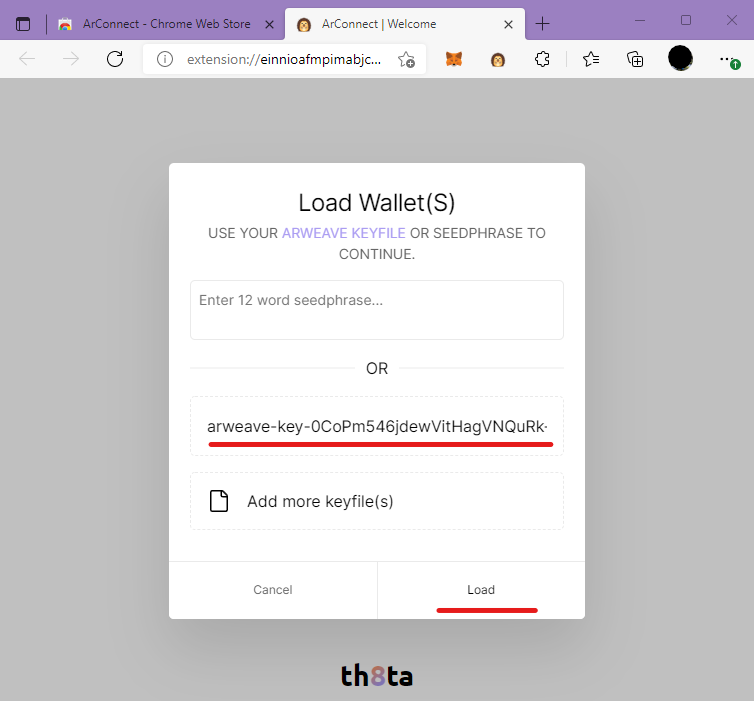 ArConnect - Chrome Web Store
ArConnect | Welcome
extension://einnioafmpimabjc...
Load Wallet(S)
USE YOUR ARWEAVE KEYFILE OR SEEDPHRASE TO
CONTINUE.
Enter 12 word seedphrase...
OR
arweave-key-0CoPm546jdewVitHagVNQuRk-
Add more keyfile(s)
Cancel
Load
th8ta